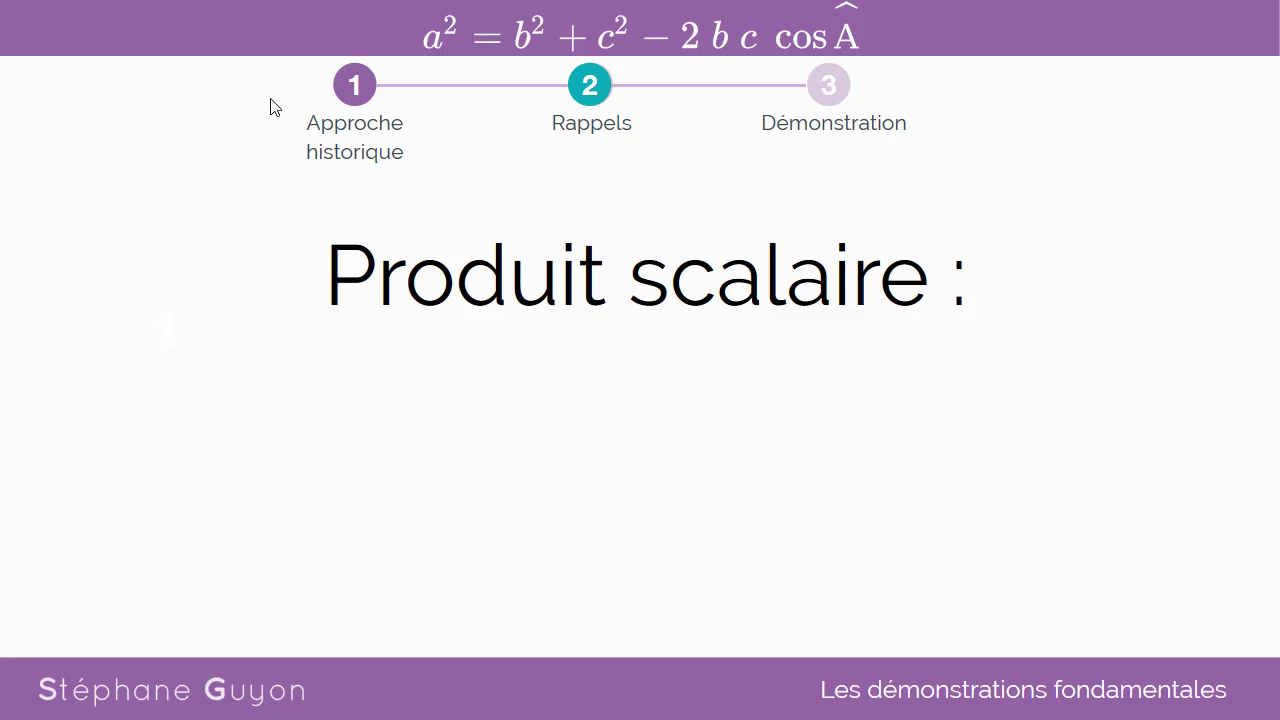 a² = b² + c² − 2 b c cos Â
1
2
3
Approche
historique
Rappels
Démonstration
Produit scalaire :
Stéphane Guyon
Les démonstrations fondamentales